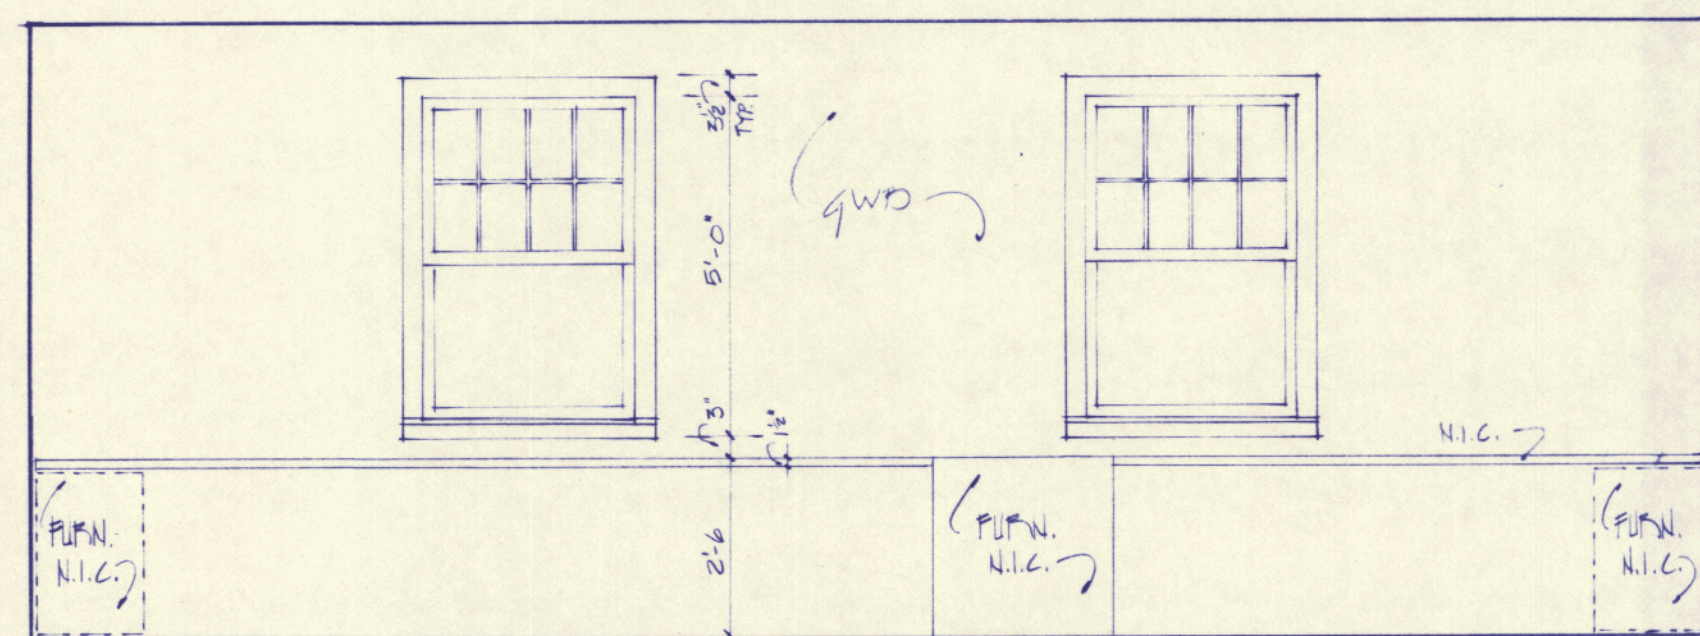 3½"
TYP.
GWB
5'-0"
3"
1½"
N.I.C.
FURN.
N.I.C.
2'-6
FURN.
N.I.C.
FURN.
N.I.C.